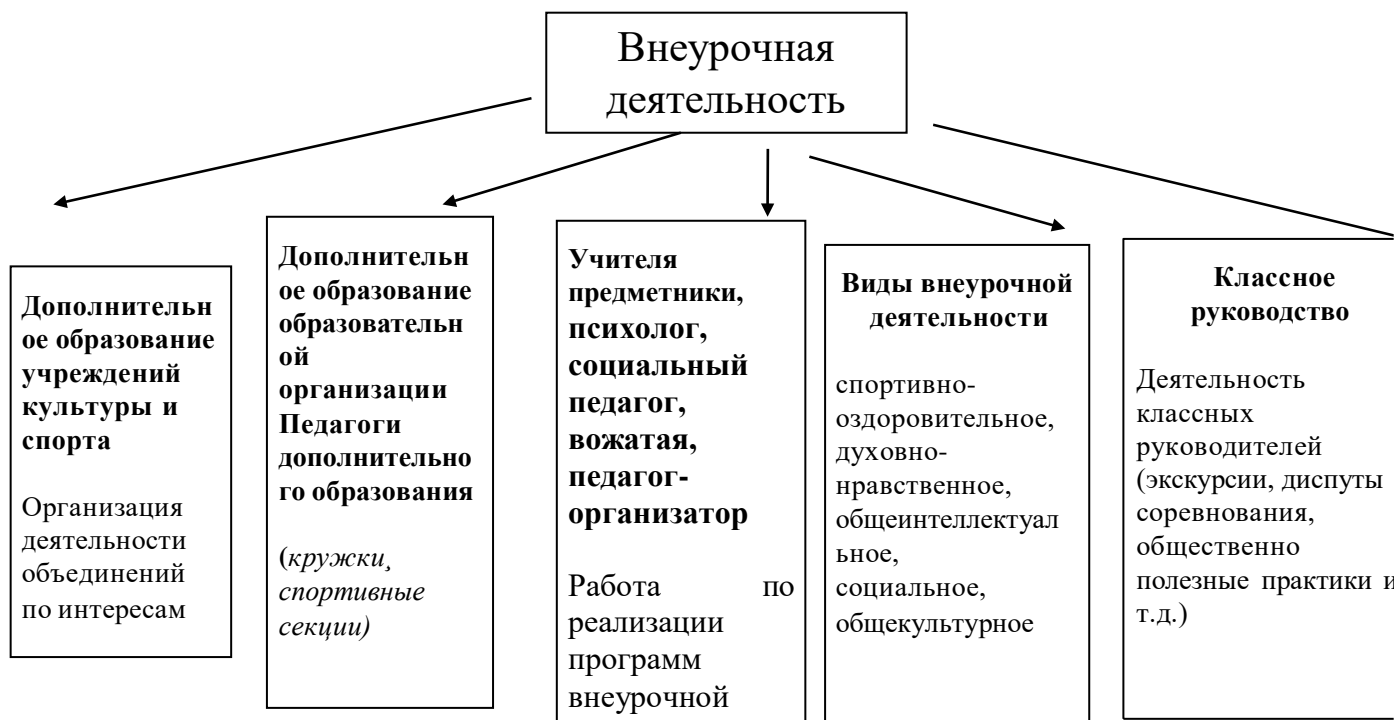 Внеурочная
деятельность
Дополнительн
ое образование
учреждений
культуры и
спорта
Организация
деятельности
объединений
по интересам
Дополнительн
ое образование
образовательн
ой
организации
Педагоги
дополнительно
го образования
(кружки,
спортивные
секции)
Учителя
предметники,
психолог,
социальный
педагог,
вожатая,
педагог-
организатор
Работа по
реализации
программ
внеурочной
Виды внеурочной
деятельности
спортивно-
оздоровительное,
духовно-
нравственное,
общеинтеллектуал
ьное,
социальное,
общекультурное
Классное
руководство
Деятельность
классных
руководителей
(экскурсии, диспуты
соревнования,
общественно
полезные практики и
т.д.)